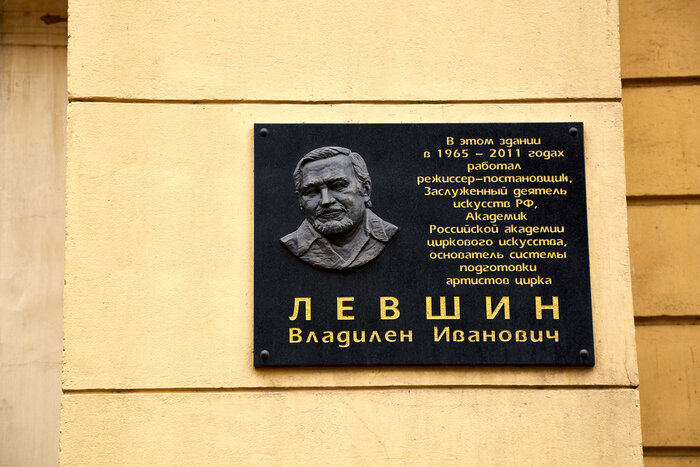 В этом здании
в 1965 – 2011 годах
работал
режиссер-постановщик,
Заслуженный деятель
искусств РФ,
Академик
Российской академии
циркового искусства,
основатель системы
подготовки
артистов цирка
ЛЕВШИН
Владилен Иванович